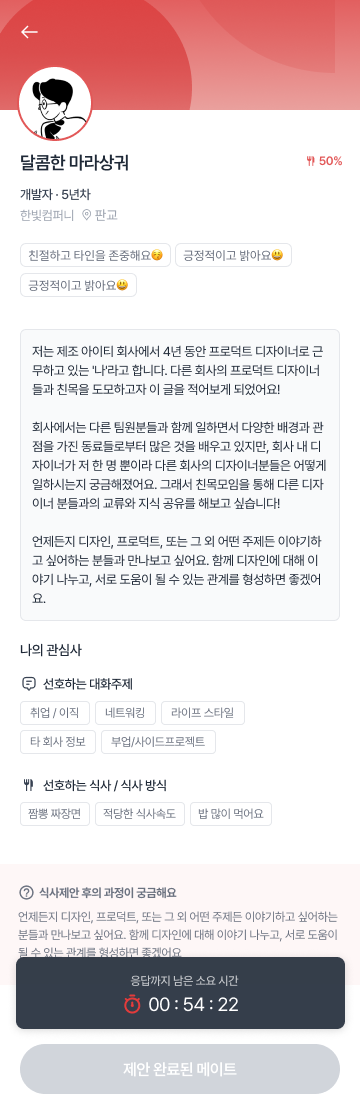 달콤한 마라상궈
50%
개발자 · 5년차
한빛컴퍼니 판교
친절하고 타인을 존중해요😚 긍정적이고 밝아요😃
긍정적이고 밝아요😃
저는 제조 아이티 회사에서 4년 동안 프로덕트 디자이너로 근
무하고 있는 '나'라고 합니다. 다른 회사의 프로덕트 디자이너
들과 친목을 도모하고자 이 글을 적어보게 되었어요!
회사에서는 다른 팀원분들과 함께 일하면서 다양한 배경과 관
점을 가진 동료들로부터 많은 것을 배우고 있지만, 회사 내 디
자이너가 저 한 명 뿐이라 다른 회사의 디자이너분들은 어떻게
일하시는지 궁금해졌어요. 그래서 친목모임을 통해 다른 디자
이너 분들과의 교류와 지식 공유를 해보고 싶습니다!
언제든지 디자인, 프로덕트, 또는 그 외 어떤 주제든 이야기하
고 싶어하는 분들과 만나보고 싶어요. 함께 디자인에 대해 이
야기 나누고, 서로 도움이 될 수 있는 관계를 형성하면 좋겠어
요.
나의 관심사
선호하는 대화주제
취업 / 이직 네트워킹 라이프 스타일
타 회사 정보 부업/사이드프로젝트
선호하는 식사 / 식사 방식
짬뽕 짜장면 적당한 식사속도 밥 많이 먹어요
식사제안 후의 과정이 궁금해요
언제든지 디자인, 프로덕트, 또는 그 외 어떤 주제든 이야기하고 싶어하는
분들과 만나보고 싶어요. 함께 디자인에 대해 이야기 나누고, 서로 도움이
될 수 있는 관계를 형성하면 좋겠어요
응답까지 남은 소요 시간
00 : 54 : 22
제안 완료된 메이트